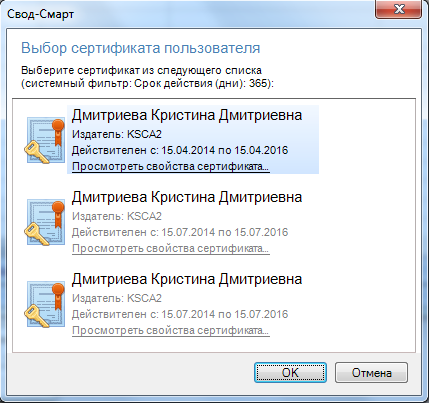 Свод-Смарт
Выбор сертификата пользователя
Выберите сертификат из следующего списка
(системный фильтр: Срок действия (дни): 365):
Дмитриева Кристина Дмитриевна
Издатель: KSCA2
Действителен с: 15.04.2014 по 15.04.2016
Просмотреть свойства сертификата...
Дмитриева Кристина Дмитриевна
Издатель: KSCA2
Действителен с: 15.07.2014 по 15.07.2016
Просмотреть свойства сертификата...
Дмитриева Кристина Дмитриевна
Издатель: KSCA2
Действителен с: 15.07.2014 по 15.07.2016
Просмотреть свойства сертификата...
OK Отмена